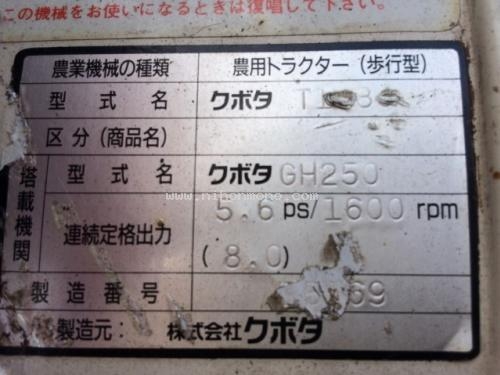 この機械をお使いになるときは復唱して下さい。
農業機械の種類 農用トラクター(歩行型)
型式名 クボタ
区分(商品名)
搭載機関
型式名 クボタ GH250
連続定格出力 5.6 ps/1600 rpm
(8.0)
製造番号
製造元: 株式会社クボタ
www.nihonmono.com